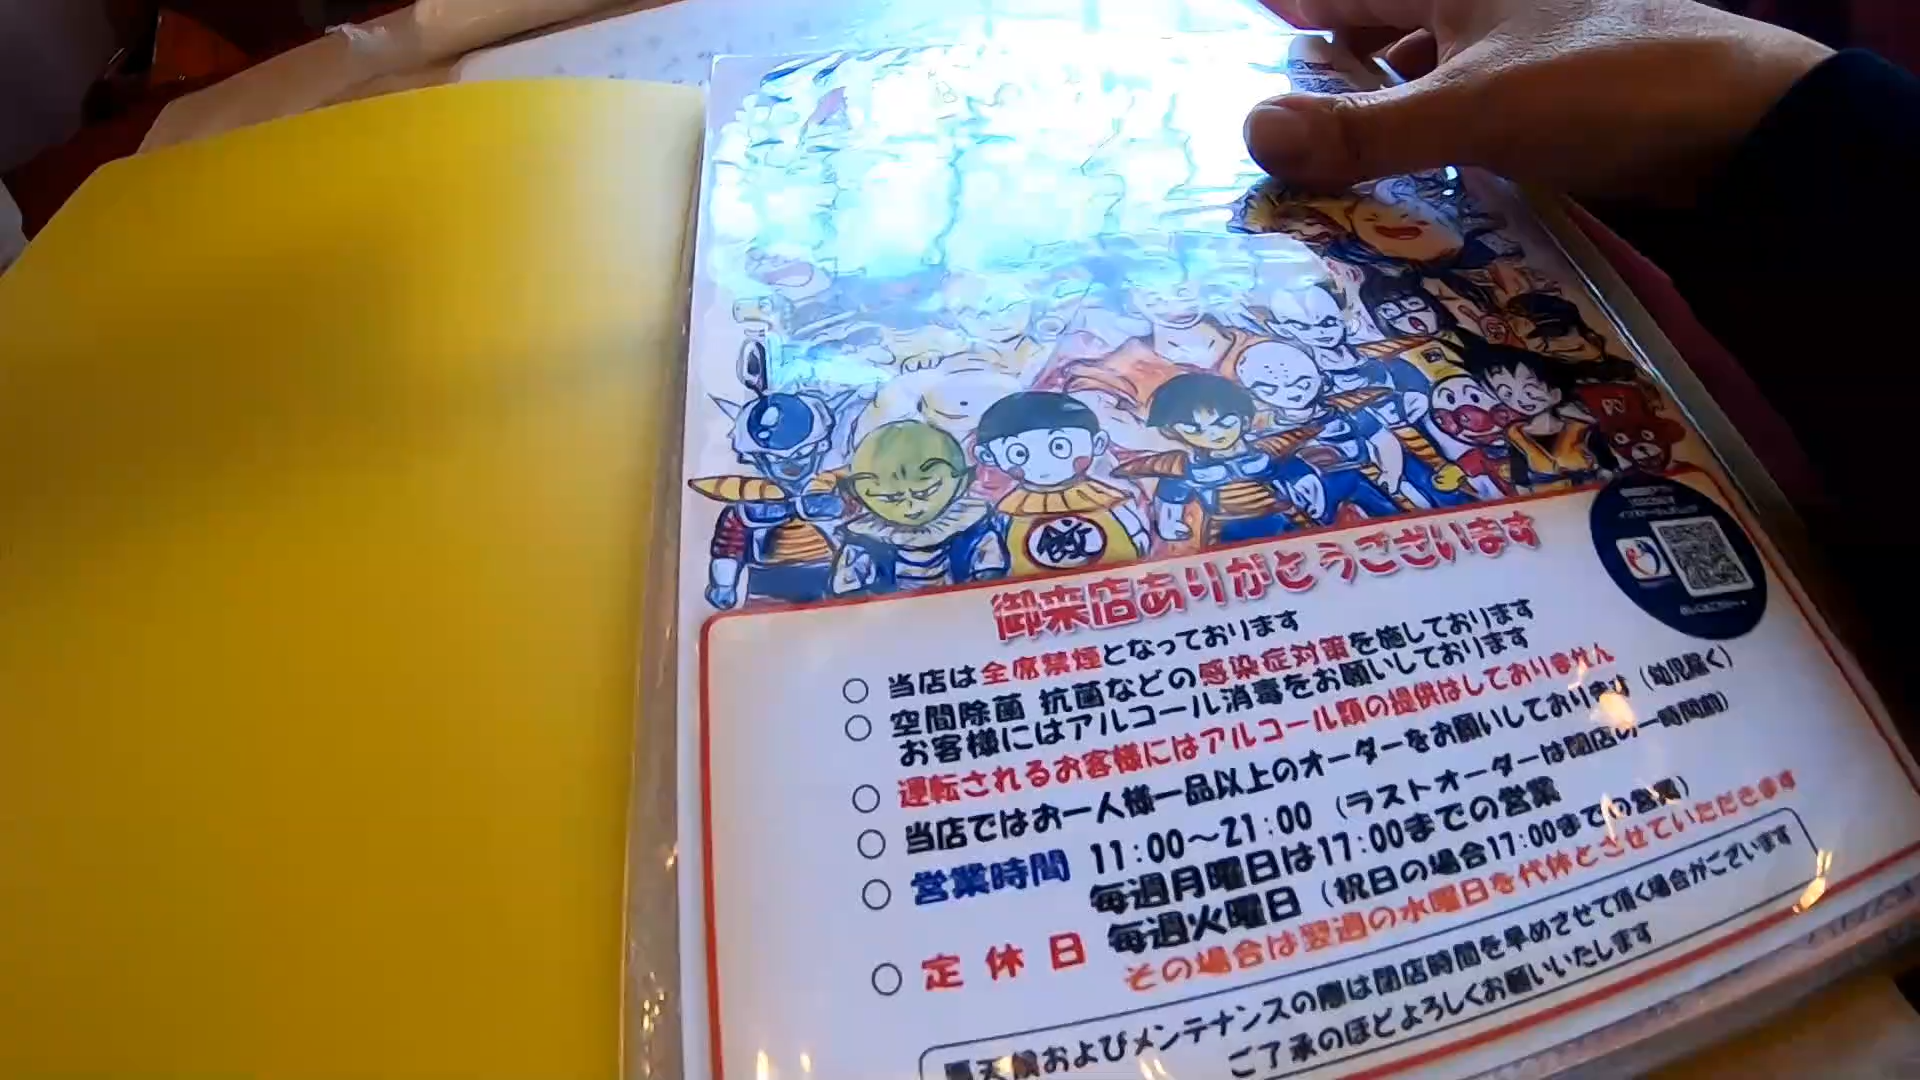 餃
御来店ありがとうございます
○ 当店は全席禁煙となっております
○ 空間除菌 抗菌などの感染症対策を施しております
お客様にはアルコール消毒をお願いしております
○ 運転されるお客様にはアルコール類の提供はしておりません
○ 当店ではお一人様一品以上のオーダーをお願いしております（幼児除く）
○ 営業時間 11:00〜21:00（ラストオーダーは閉店の一時間前）
毎週月曜日は17:00までの営業
○ 定休日 毎週火曜日（祝日の場合17:00までの営業）
その場合は翌週の水曜日を代休とさせていただきます
悪天候およびメンテナンスの際は閉店時間を早めさせて頂く場合がございます
ご了承のほどよろしくお願いいたします